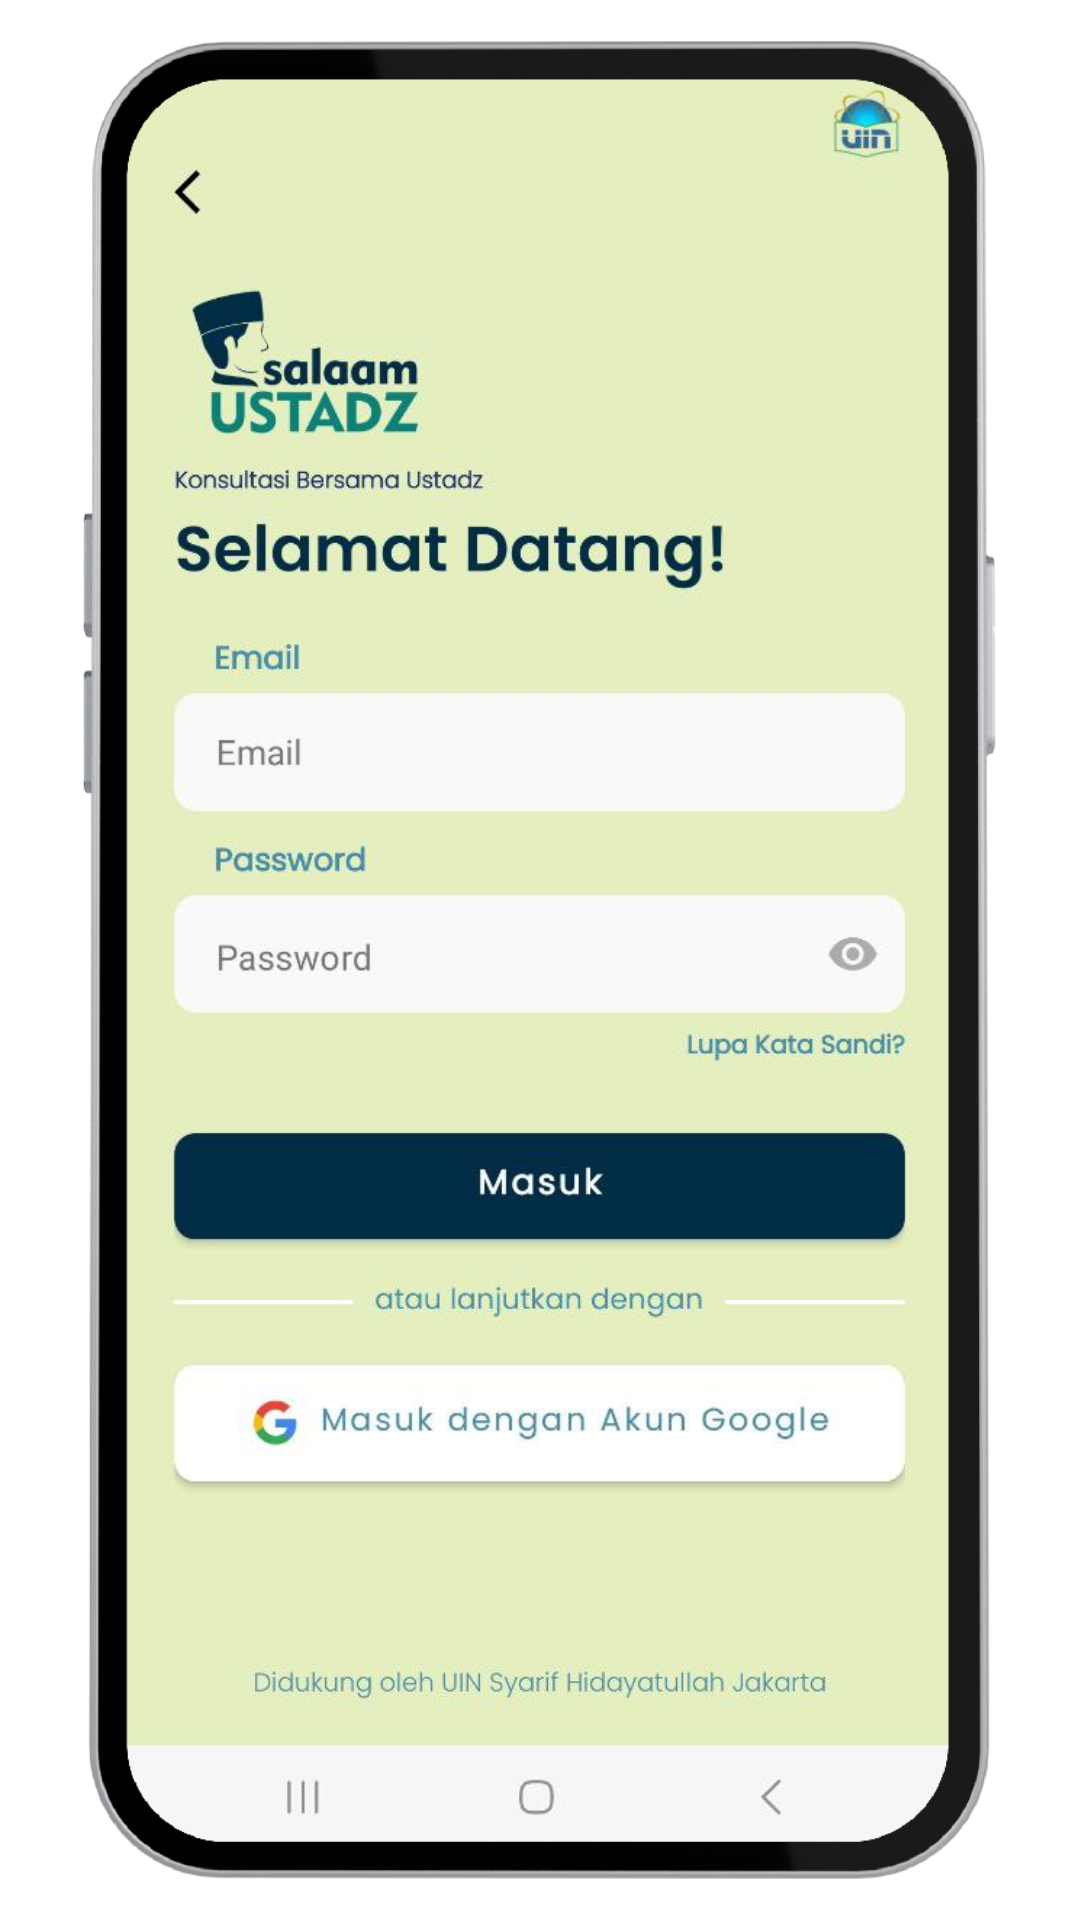 uin
salaam
USTADZ
Konsultasi Bersama Ustadz
Selamat Datang!
Email
Email
Password
Password
Lupa Kata Sandi?
Masuk
atau lanjutkan dengan
Masuk dengan Akun Google
Didukung oleh UIN Syarif Hidayatullah Jakarta